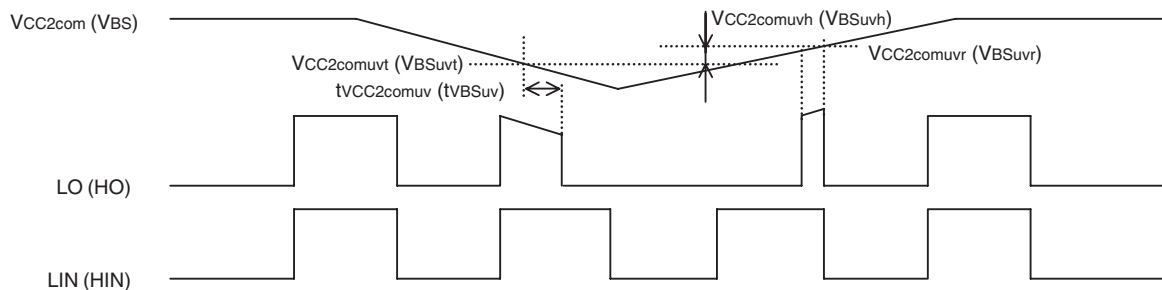 VCC2com (VBS)
VCC2comuvh (VBSuvh)
VCC2comuvr (VBSuvr)
VCC2comuvt (VBSuvt)
tVCC2comuv (tVBSuv)
LO (HO)
LIN (HIN)